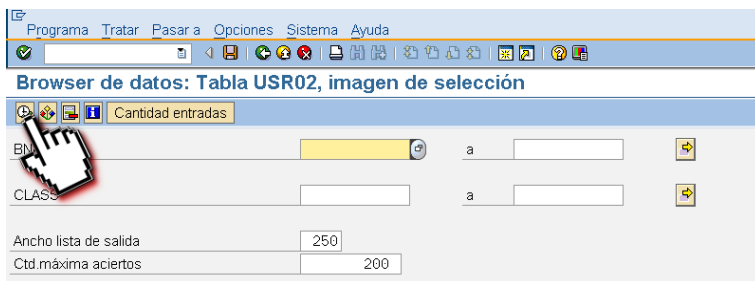 Programa Tratar Pasar a Opciones Sistema Ayuda
Browser de datos: Tabla USR02, imagen de selección
Cantidad entradas
a
CLASS a
Ancho lista de salida 250
Ctd.máxima aciertos 200